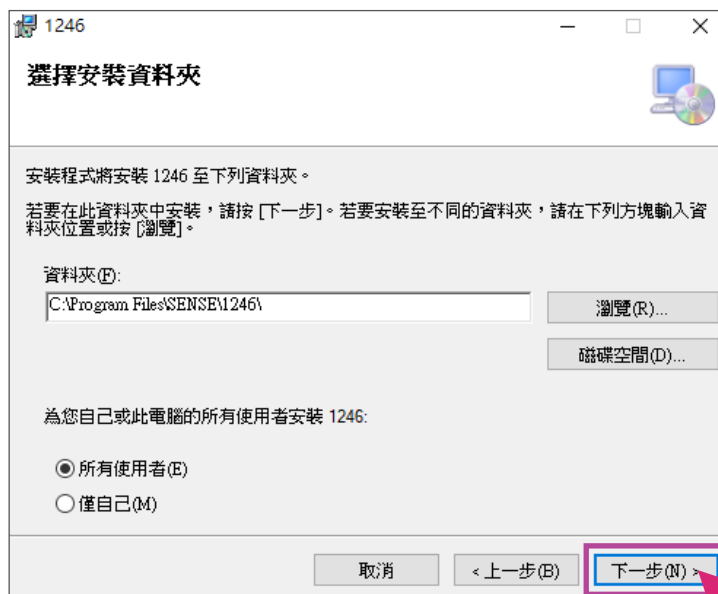 1246
選擇安裝資料夾
安裝程式將安裝 1246 至下列資料夾。
若要在此資料夾中安裝，請按 [下一步]。若要安裝至不同的資料夾，請在下列方塊輸入資
料夾位置或按 [瀏覽]。
資料夾(F):
C:\Program Files\SENSE\1246\
瀏覽(R)...
磁碟空間(D)...
為您自己或此電腦的所有使用者安裝 1246:
所有使用者(E)
僅自己(M)
取消
< 上一步(B)
下一步(N) >